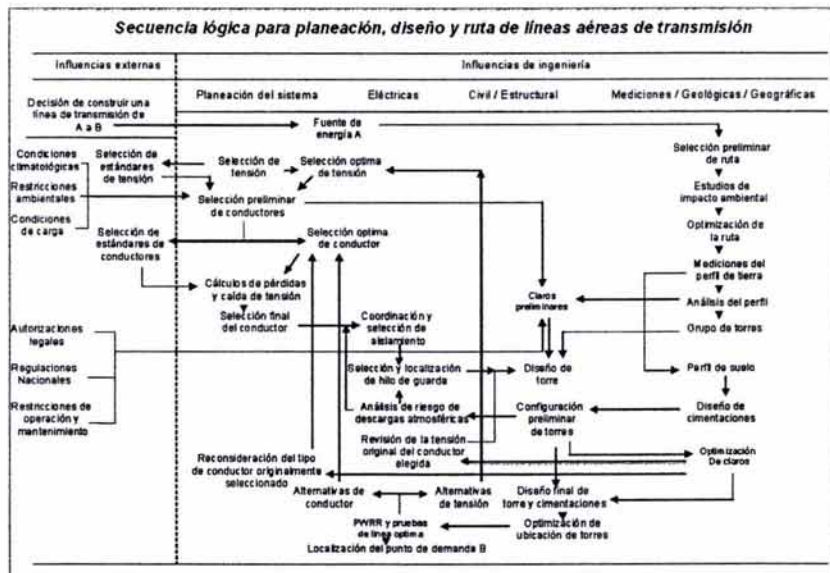 Secuencia lógica para planeación, diseño y ruta de líneas aéreas de transmisión
Influencias externas
Influencias de ingeniería
Planeación del sistema
Eléctricas
Civil / Estructural
Mediciones / Geológicas / Geográficas
Decisión de construir una
línea de transmisión de
A a B
Fuente de
energía A
Selección preliminar
de ruta
Condiciones
climatológicas
Selección de
estándares
de tensión
Selección de
tensión
Selección optima
de tensión
Estudios de
impacto ambiental
Restricciones
ambientales
Selección preliminar
de conductores
Optimización de
la ruta
Condiciones
de carga
Selección de
estándares de
conductores
Selección optima
de conductor
Mediciones del
perfil de tierra
Cálculos de pérdidas
y caída de tensión
Claros
preliminares
Análisis del perfil
Selección final
del conductor
Coordinación y
selección de
aislamiento
Grupo de torres
Autorizaciones
legales
Regulaciones
Nacionales
Selección y localización
de hilo de guarda
Diseño de
torre
Perfil de suelo
Restricciones de
operación y
mantenimiento
Análisis de riesgo de
descargas atmosféricas
Configuración
preliminar
de torres
Diseño de
cimentaciones
Revisión de la tensión
original del conductor
elegida
Reconsideración del tipo
de conductor originalmente
seleccionado
Optimización
De claros
Alternativas de
conductor
Alternativas
de tensión
Diseño final de
torre y cimentaciones
PWRR y pruebas
de línea optima
Optimización de
ubicación de torres
Localización del punto de demanda B